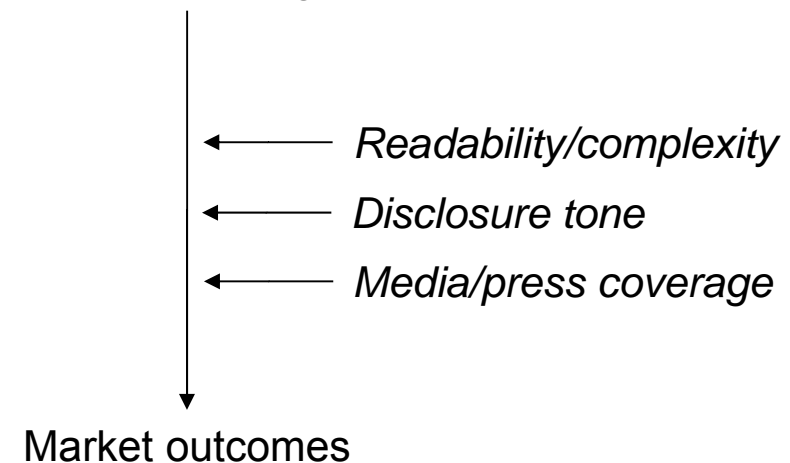 Readability/complexity
Disclosure tone
Media/press coverage
Market outcomes